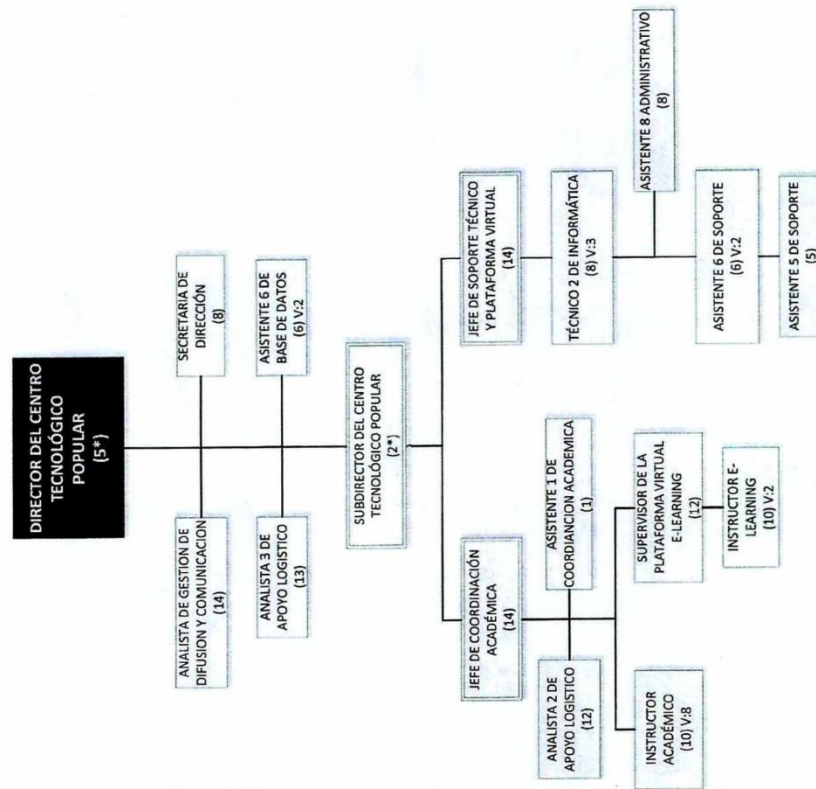 DIRECTOR DEL CENTRO
TECNOLÓGICO
POPULAR
(5*)
ANALISTA DE GESTION DE
DIFUSION Y COMUNICACION
(14)
SECRETARIA DE
DIRECCIÓN
(8)
ANALISTA 3 DE
APOYO LOGISTICO
(13)
ASISTENTE 6 DE
BASE DE DATOS
(6) V:2
SUBDIRECTOR DEL CENTRO
TECNOLÓGICO POPULAR
(2*)
JEFE DE COORDINACIÓN
ACADÉMICA
(14)
ANALISTA 2 DE
APOYO LOGISTICO
(12)
ASISTENTE 1 DE
COORDIANCION ACADEMICA
(1)
INSTRUCTOR
ACADÉMICO
(10) V:8
SUPERVISOR DE LA
PLATAFORMA VIRTUAL
E-LEARNING
(12)
INSTRUCTOR E-
LEARNING
(10) V:2
JEFE DE SOPORTE TÉCNICO
Y PLATAFORMA VIRTUAL
(14)
TÉCNICO 2 DE INFORMÁTICA
(8) V:3
ASISTENTE 8 ADMINISTRATIVO
(8)
ASISTENTE 6 DE SOPORTE
(6) V:2
ASISTENTE 5 DE SOPORTE
(5)